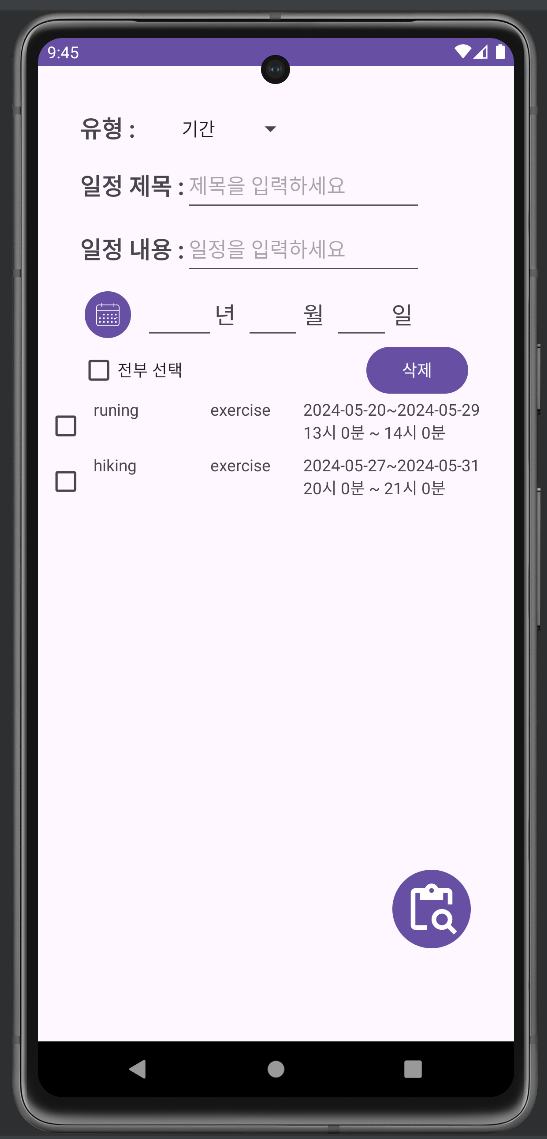 9:45
유형 : 기간
일정 제목 : 제목을 입력하세요
일정 내용 : 일정을 입력하세요
년 월 일
전부 선택 삭제
runing exercise 2024-05-20~2024-05-29
13시 0분 ~ 14시 0분
hiking exercise 2024-05-27~2024-05-31
20시 0분 ~ 21시 0분